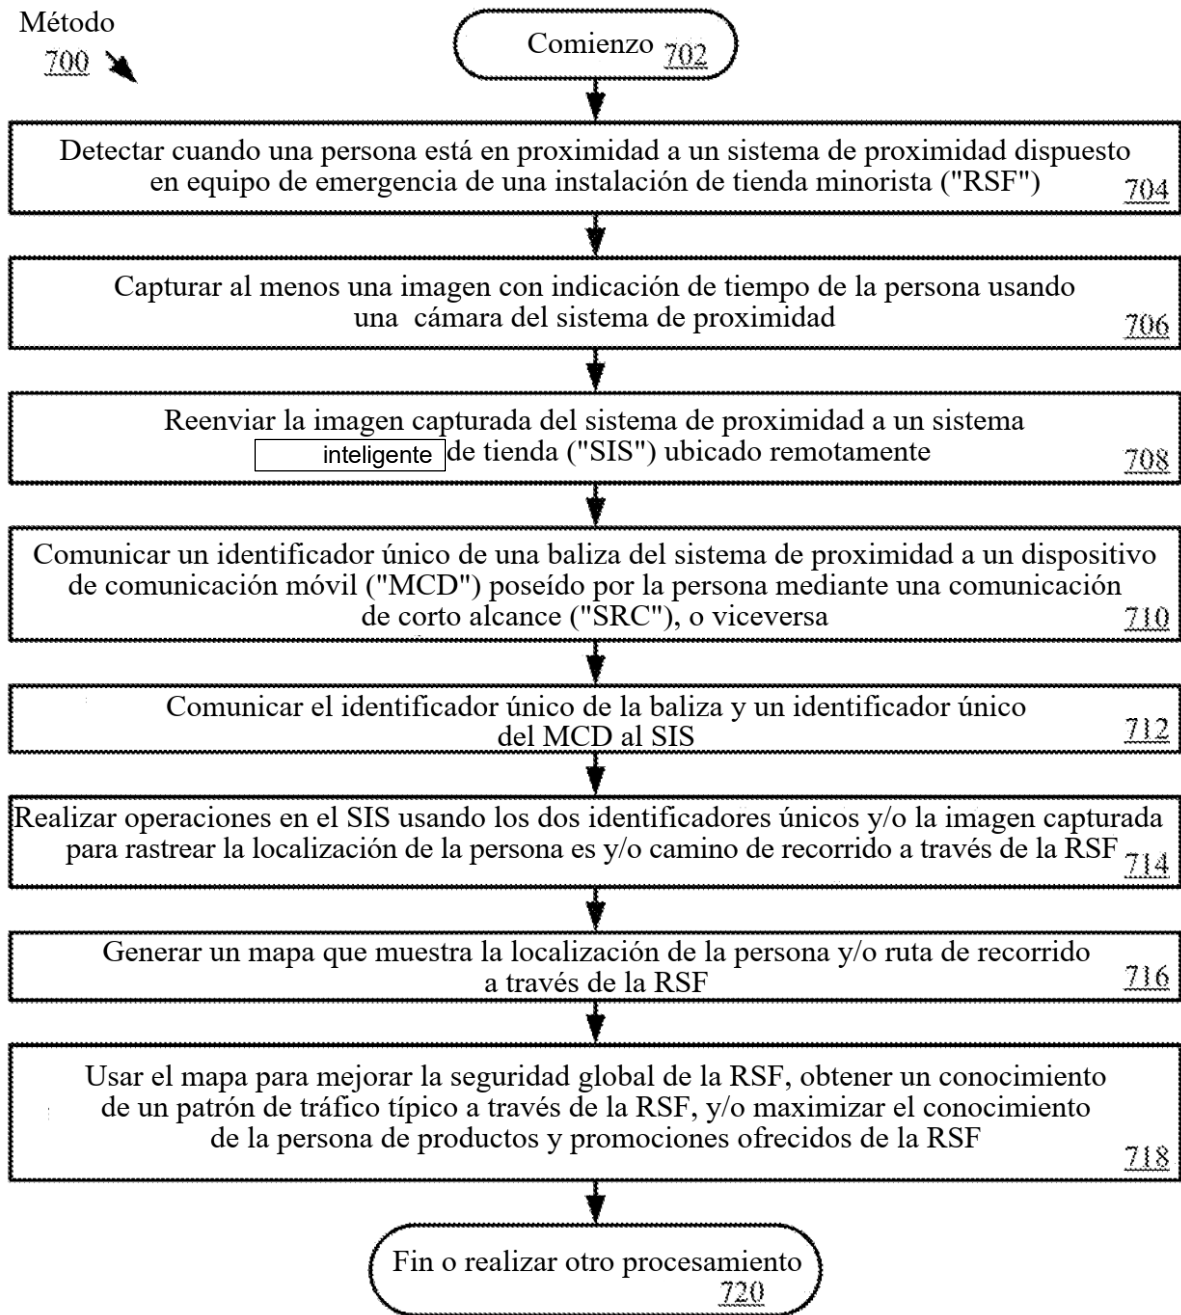 Método
700
Comienzo 702
Detectar cuando una persona está en proximidad a un sistema de proximidad dispuesto
en equipo de emergencia de una instalación de tienda minorista ("RSF")
704
Capturar al menos una imagen con indicación de tiempo de la persona usando
una cámara del sistema de proximidad
706
Reenviar la imagen capturada del sistema de proximidad a un sistema
inteligente de tienda ("SIS") ubicado remotamente
708
Comunicar un identificador único de una baliza del sistema de proximidad a un dispositivo
de comunicación móvil ("MCD") poseído por la persona mediante una comunicación
de corto alcance ("SRC"), o viceversa
710
Comunicar el identificador único de la baliza y un identificador único
del MCD al SIS
712
Realizar operaciones en el SIS usando los dos identificadores únicos y/o la imagen capturada
para rastrear la localización de la persona es y/o camino de recorrido a través de la RSF
714
Generar un mapa que muestra la localización de la persona y/o ruta de recorrido
a través de la RSF
716
Usar el mapa para mejorar la seguridad global de la RSF, obtener un conocimiento
de un patrón de tráfico típico a través de la RSF, y/o maximizar el conocimiento
de la persona de productos y promociones ofrecidos de la RSF
718
Fin o realizar otro procesamiento
720